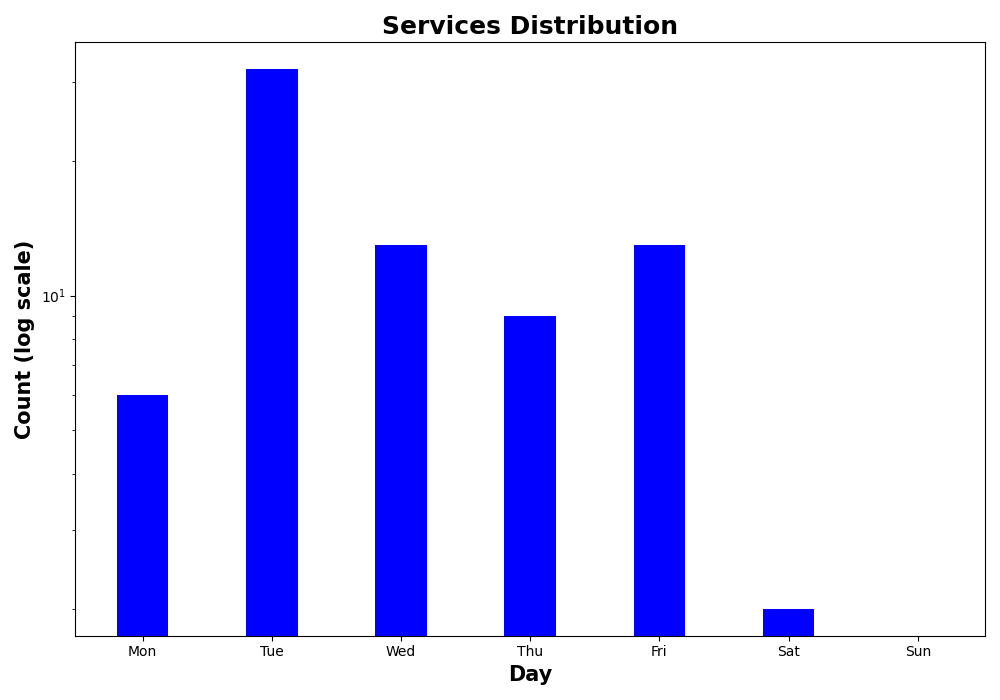 Services Distribution
Count (log scale)
10¹
Mon Tue Wed Thu Fri Sat Sun
Day